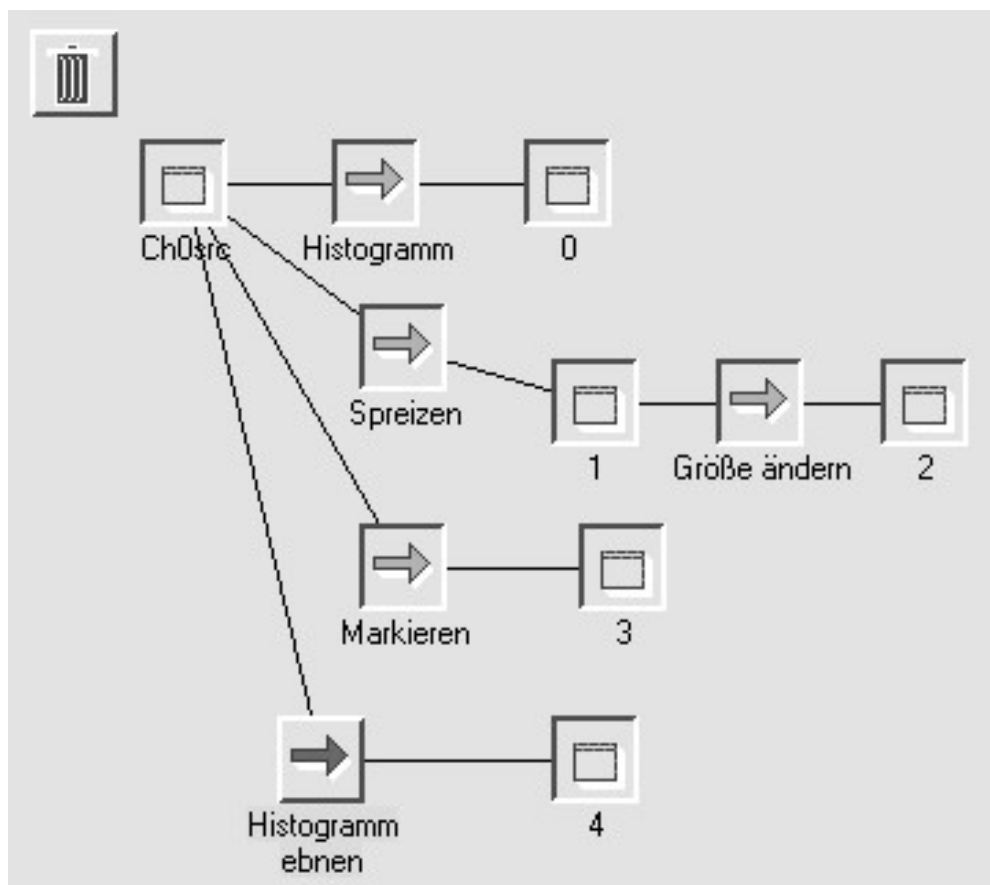 Ch0src
Histogramm
0
Spreizen
1
Größe ändern
2
Markieren
3
Histogramm
ebnen
4